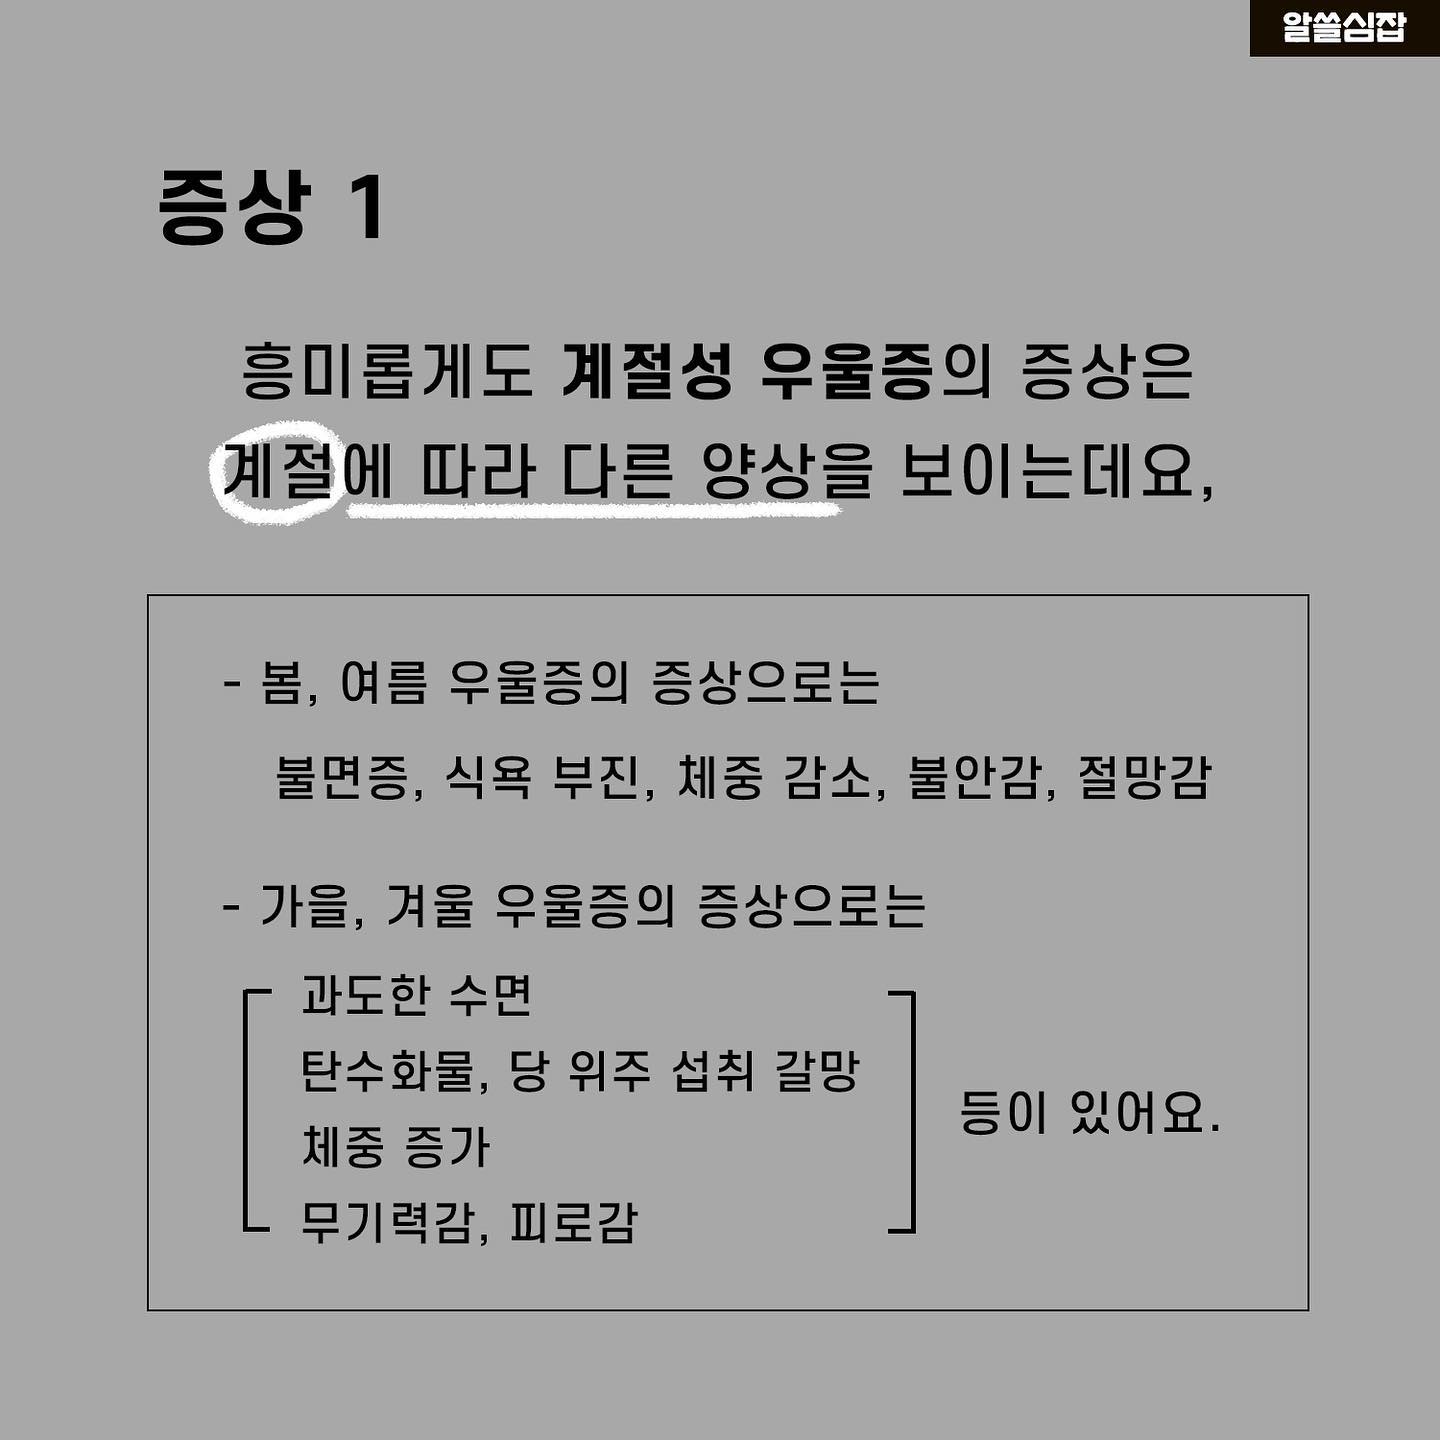 알쓸심잡
증상 1
흥미롭게도 계절성 우울증의 증상은
계절에 따라 다른 양상을 보이는데요,
- 봄, 여름 우울증의 증상으로는
불면증, 식욕 부진, 체중 감소, 불안감, 절망감
- 가을, 겨울 우울증의 증상으로는
과도한 수면
탄수화물, 당 위주 섭취 갈망
체중 증가
무기력감, 피로감
등이 있어요.